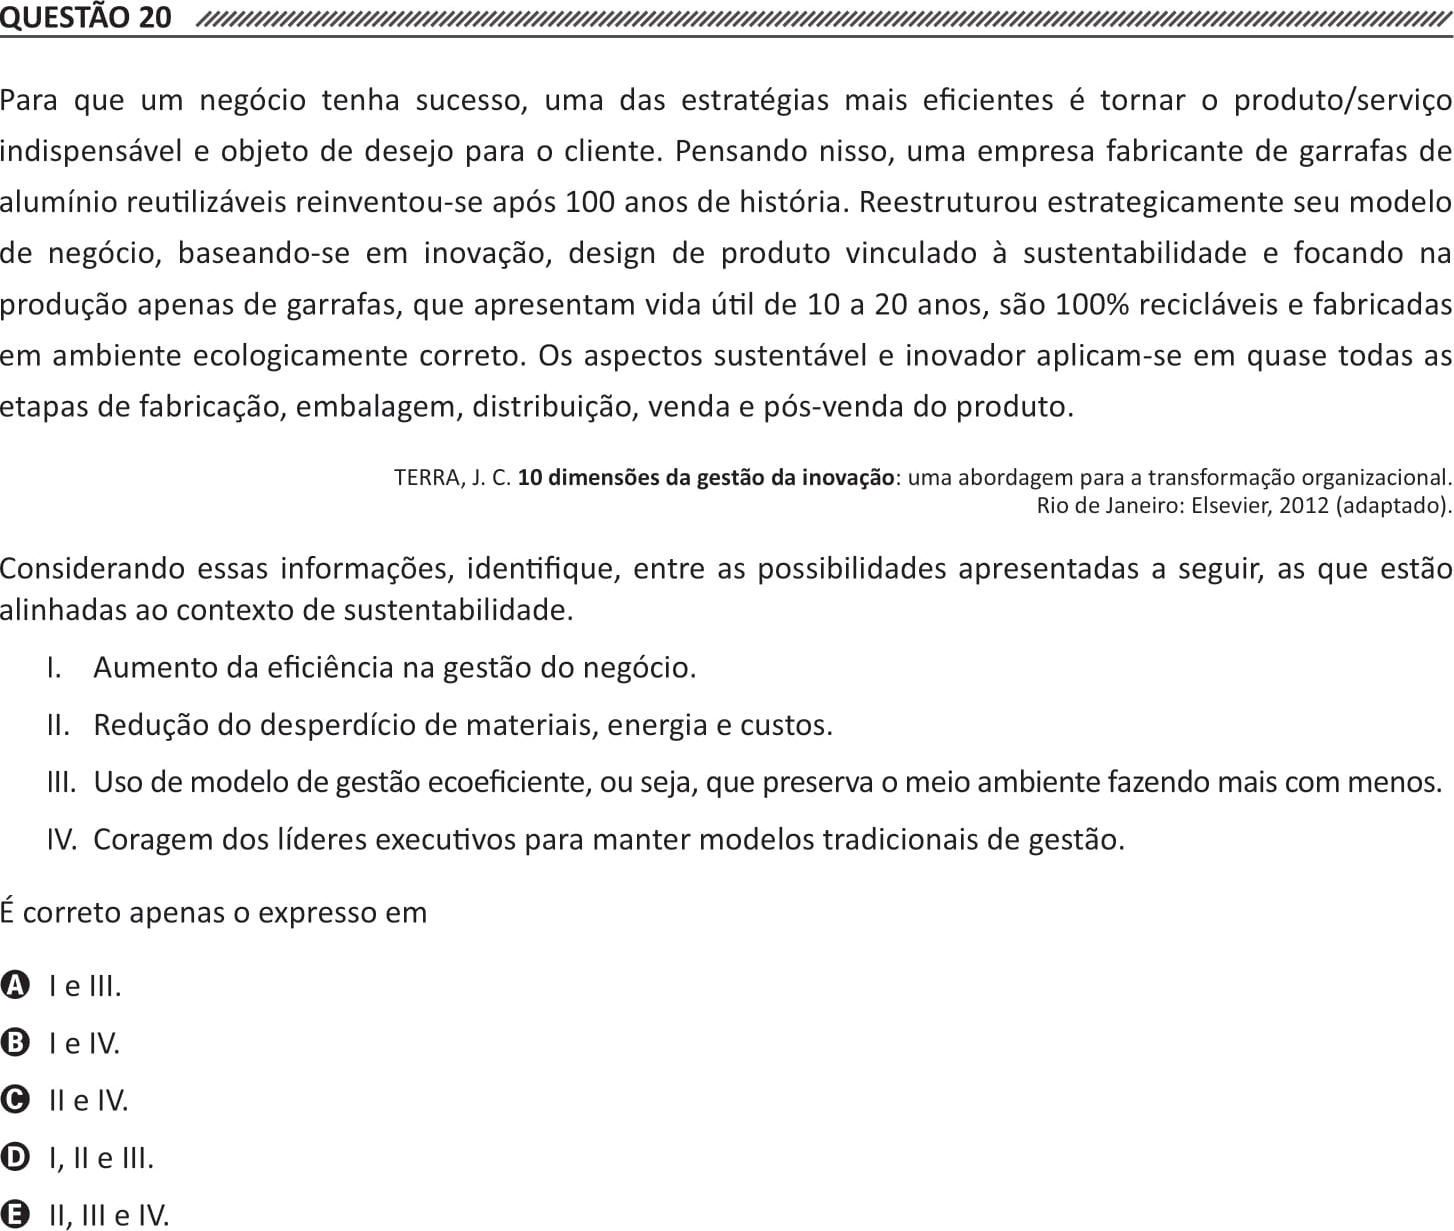 QUESTÃO 20
Para que um negócio tenha sucesso, uma das estratégias mais eficientes é tornar o produto/serviço
indispensável e objeto de desejo para o cliente. Pensando nisso, uma empresa fabricante de garrafas de
alumínio reutilizáveis reinventou-se após 100 anos de história. Reestruturou estrategicamente seu modelo
de negócio, baseando-se em inovação, design de produto vinculado à sustentabilidade e focando na
produção apenas de garrafas, que apresentam vida útil de 10 a 20 anos, são 100% recicláveis e fabricadas
em ambiente ecologicamente correto. Os aspectos sustentável e inovador aplicam-se em quase todas as
etapas de fabricação, embalagem, distribuição, venda e pós-venda do produto.
TERRA, J. C. 10 dimensões da gestão da inovação: uma abordagem para a transformação organizacional.
Rio de Janeiro: Elsevier, 2012 (adaptado).
Considerando essas informações, identifique, entre as possibilidades apresentadas a seguir, as que estão
alinhadas ao contexto de sustentabilidade.
I. Aumento da eficiência na gestão do negócio.
II. Redução do desperdício de materiais, energia e custos.
III. Uso de modelo de gestão ecoeficiente, ou seja, que preserva o meio ambiente fazendo mais com menos.
IV. Coragem dos líderes executivos para manter modelos tradicionais de gestão.
É correto apenas o expresso em
A I e III.
B I e IV.
C II e IV.
D I, II e III.
E II, III e IV.